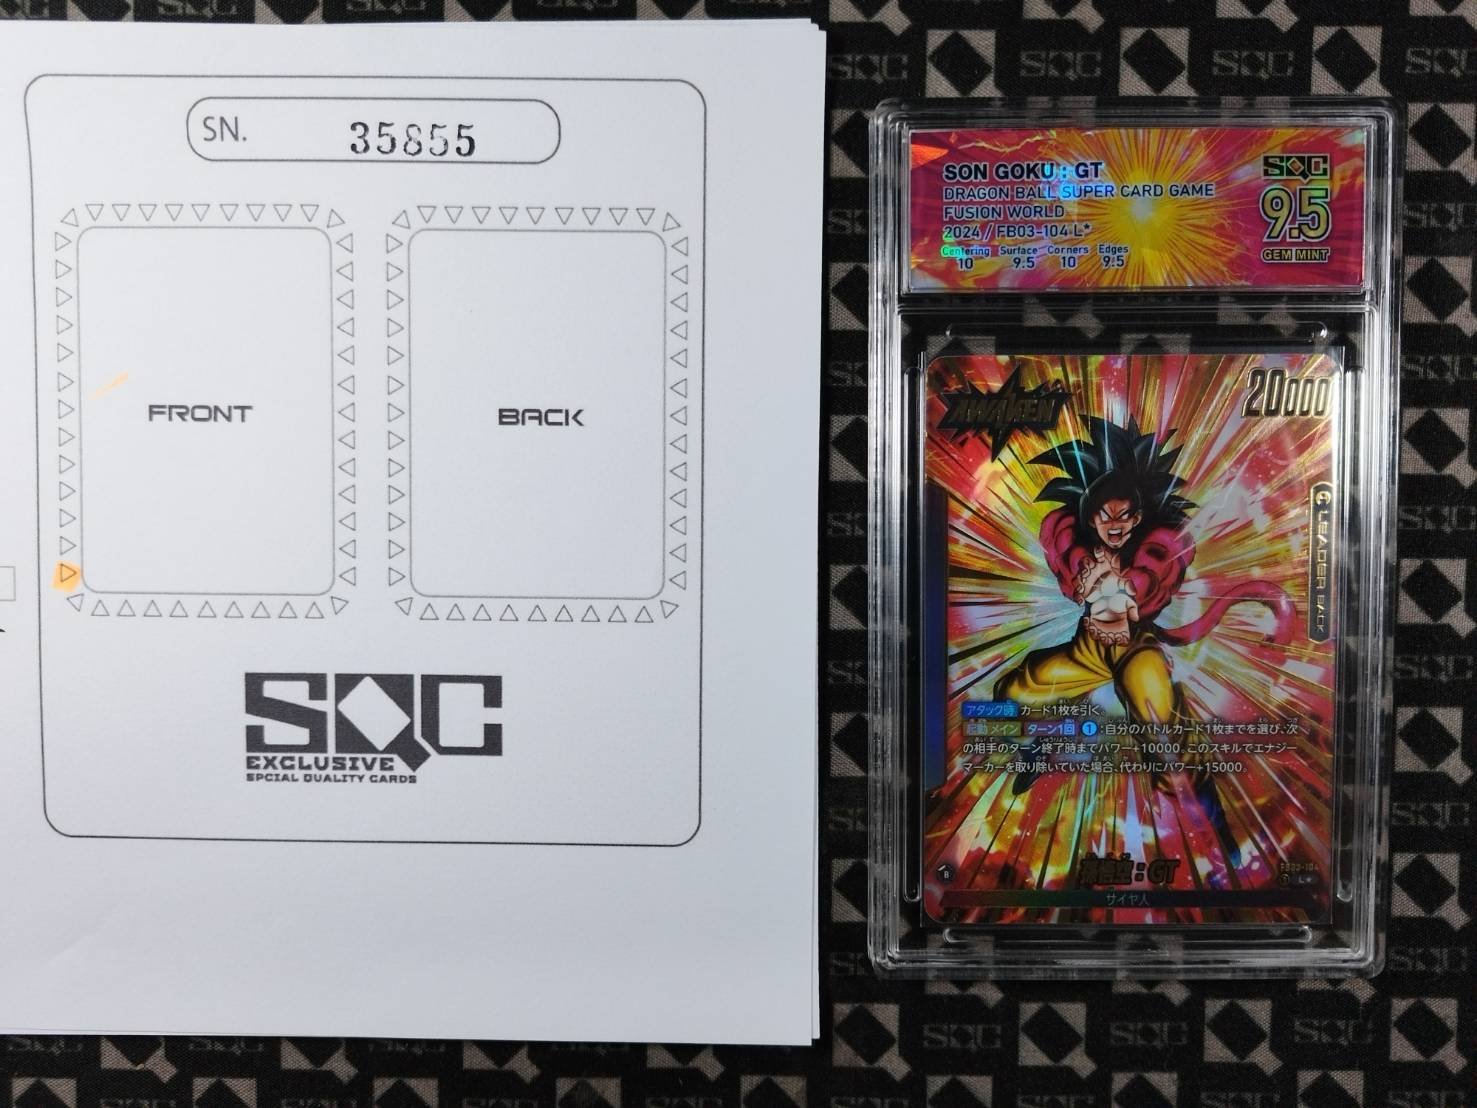 SN. 35855
FRONT
BACK
SQC
EXCLUSIVE
SPCIAL QUALITY CARDS
SON GOKU : GT
DRAGON BALL SUPER CARD GAME
FUSION WORLD
2024 / FB03-104 L*
Centering Surface Corners Edges
10 9.5 10 9.5
SQC
9.5
GEM MINT
AWAKEN
20000
LEADER BACK
アタック時 カード1枚を引く。
起動メイン ターン1回 1 :自分のバトルカード1枚までを選び、次
の相手のターン終了時までパワー+10000。このスキルでエナジー
マーカーを取り除いていた場合、代わりにパワー+15000。
孫悟空 : GT
サイヤ人
B
FB03-104
L*